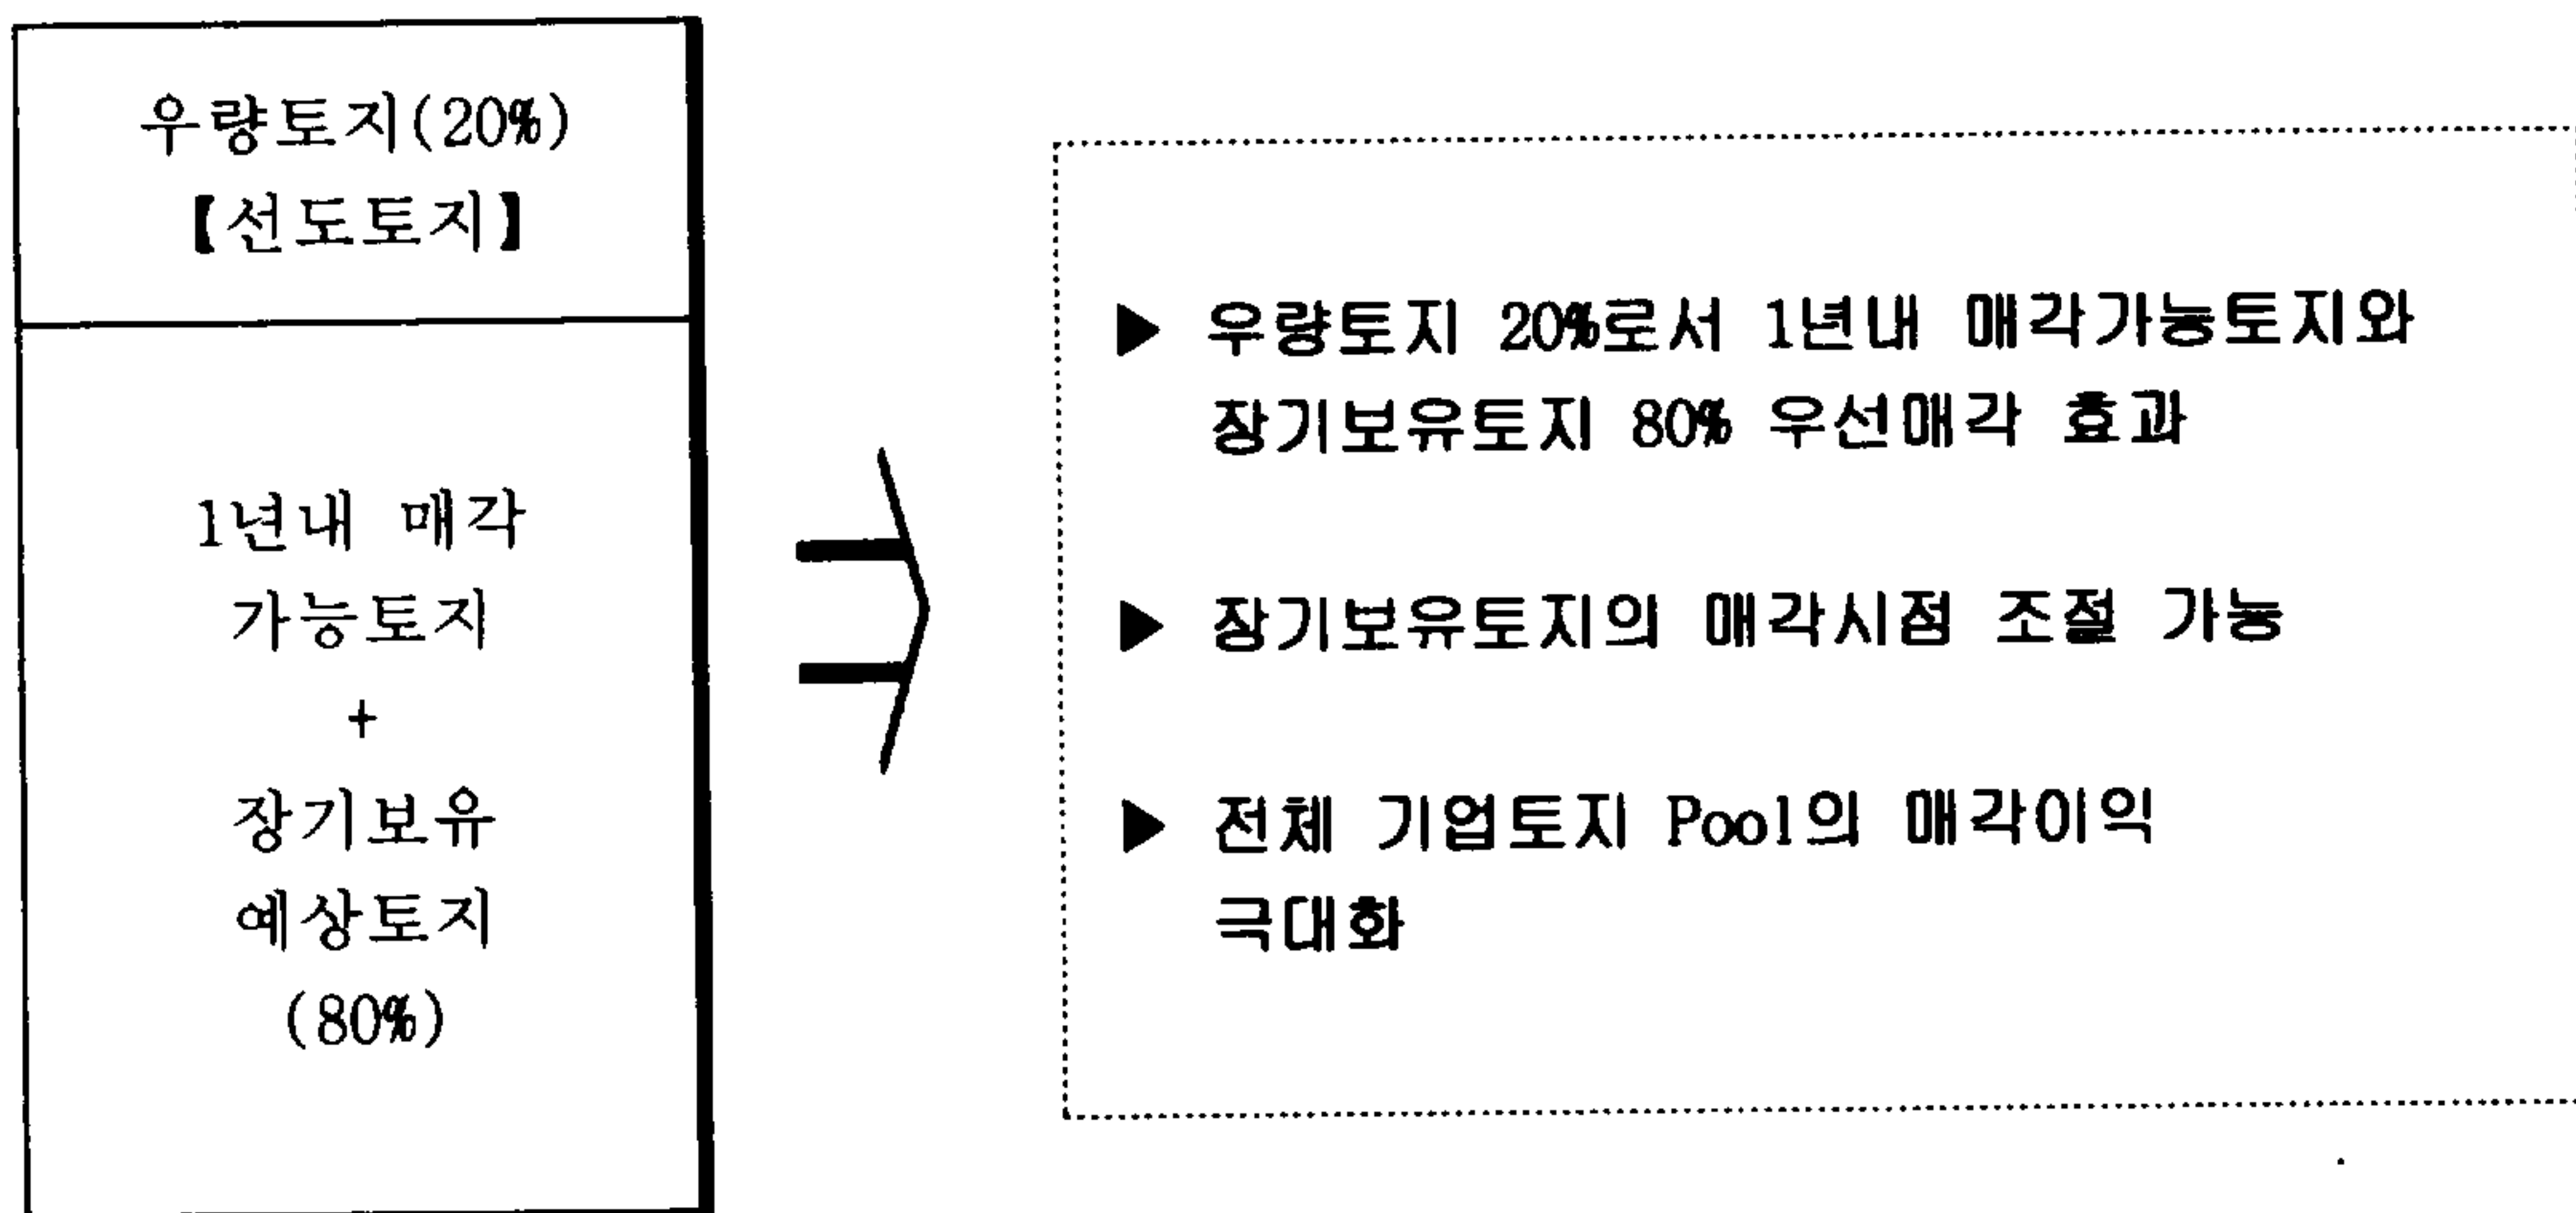 우량토지(20%)
【선도토지】
1년내 매각
가능토지
+
장기보유
예상토지
(80%)
▶ 우량토지 20%로서 1년내 매각가능토지와
장기보유토지 80% 우선매각 효과
▶ 장기보유토지의 매각시점 조절 가능
▶ 전체 기업토지 Pool의 매각이익
극대화